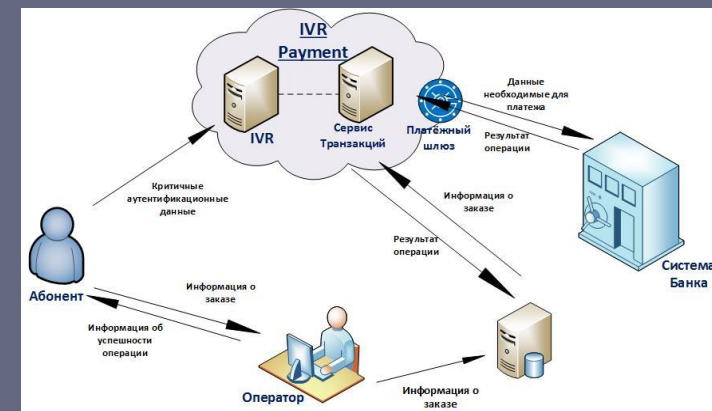 IVR
Payment
IVR
Сервис
Транзакций
Платёжный
шлюз
Данные
необходимые для
платежа
Результат
операции
Критичные
аутентификационные
данные
Информация о
заказе
Результат
операции
Система
Банка
Абонент
Информация о
заказе
Информация об
успешности
операции
Оператор
Информация о
заказе